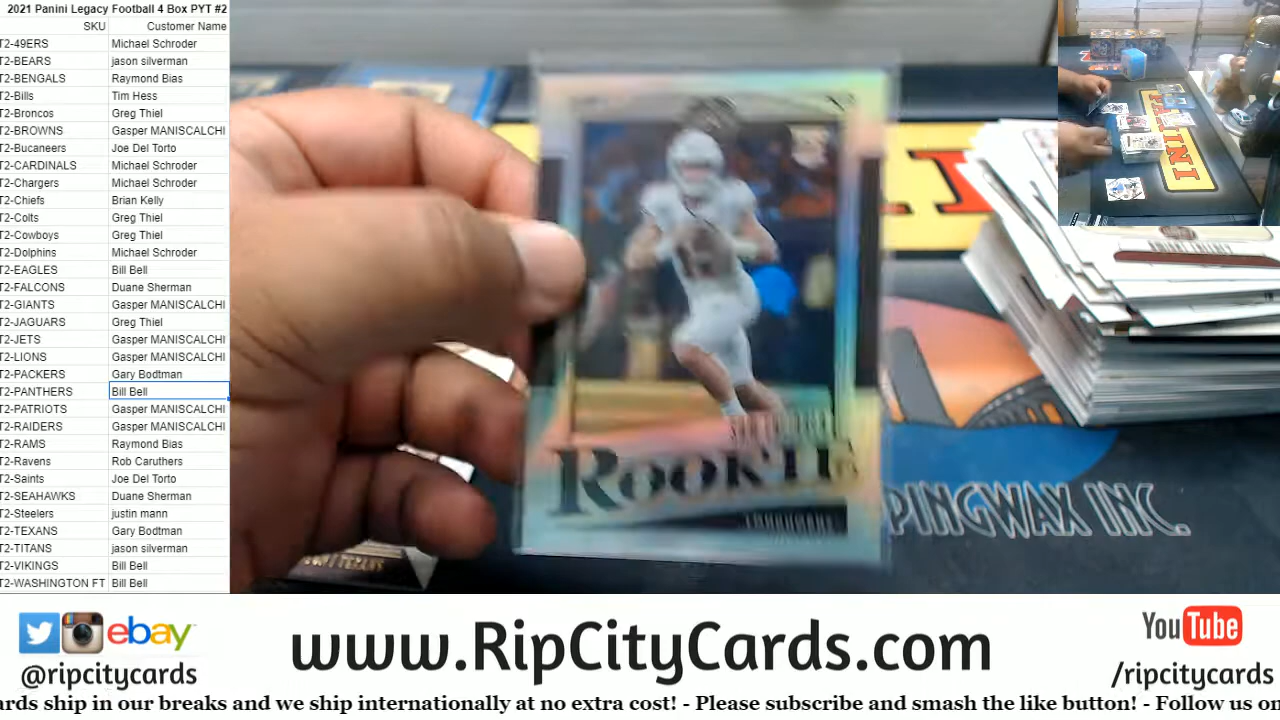 2021 Panini Legacy Football 4 Box PYT #2
SKU Customer Name
T2-49ERS Michael Schroder
T2-BEARS jason silverman
T2-BENGALS Raymond Bias
T2-Bills Tim Hess
T2-Broncos Greg Thiel
T2-BROWNS Gasper MANISCALCHI
T2-Bucaneers Joe Del Torto
T2-CARDINALS Michael Schroder
T2-Chargers Michael Schroder
T2-Chiefs Brian Kelly
T2-Colts Greg Thiel
T2-Cowboys Greg Thiel
T2-Dolphins Michael Schroder
T2-EAGLES Bill Bell
T2-FALCONS Duane Sherman
T2-GIANTS Gasper MANISCALCHI
T2-JAGUARS Greg Thiel
T2-JETS Gasper MANISCALCHI
T2-LIONS Gasper MANISCALCHI
T2-PACKERS Gary Bodtman
T2-PANTHERS Bill Bell
T2-PATRIOTS Gasper MANISCALCHI
T2-RAIDERS Gasper MANISCALCHI
T2-RAMS Raymond Bias
T2-Ravens Rob Caruthers
T2-Saints Joe Del Torto
T2-SEAHAWKS Duane Sherman
T2-Steelers justin mann
T2-TEXANS Gary Bodtman
T2-TITANS jason silverman
T2-VIKINGS Bill Bell
T2-WASHINGTON FT Bill Bell
PANINI
ROOKIE
PINGWAX INC.
ebay
@ripcitycards
www.RipCityCards.com
YouTube
/ripcitycards
ards ship in our breaks and we ship internationally at no extra cost! - Please subscribe and smash the like button! - Follow us on